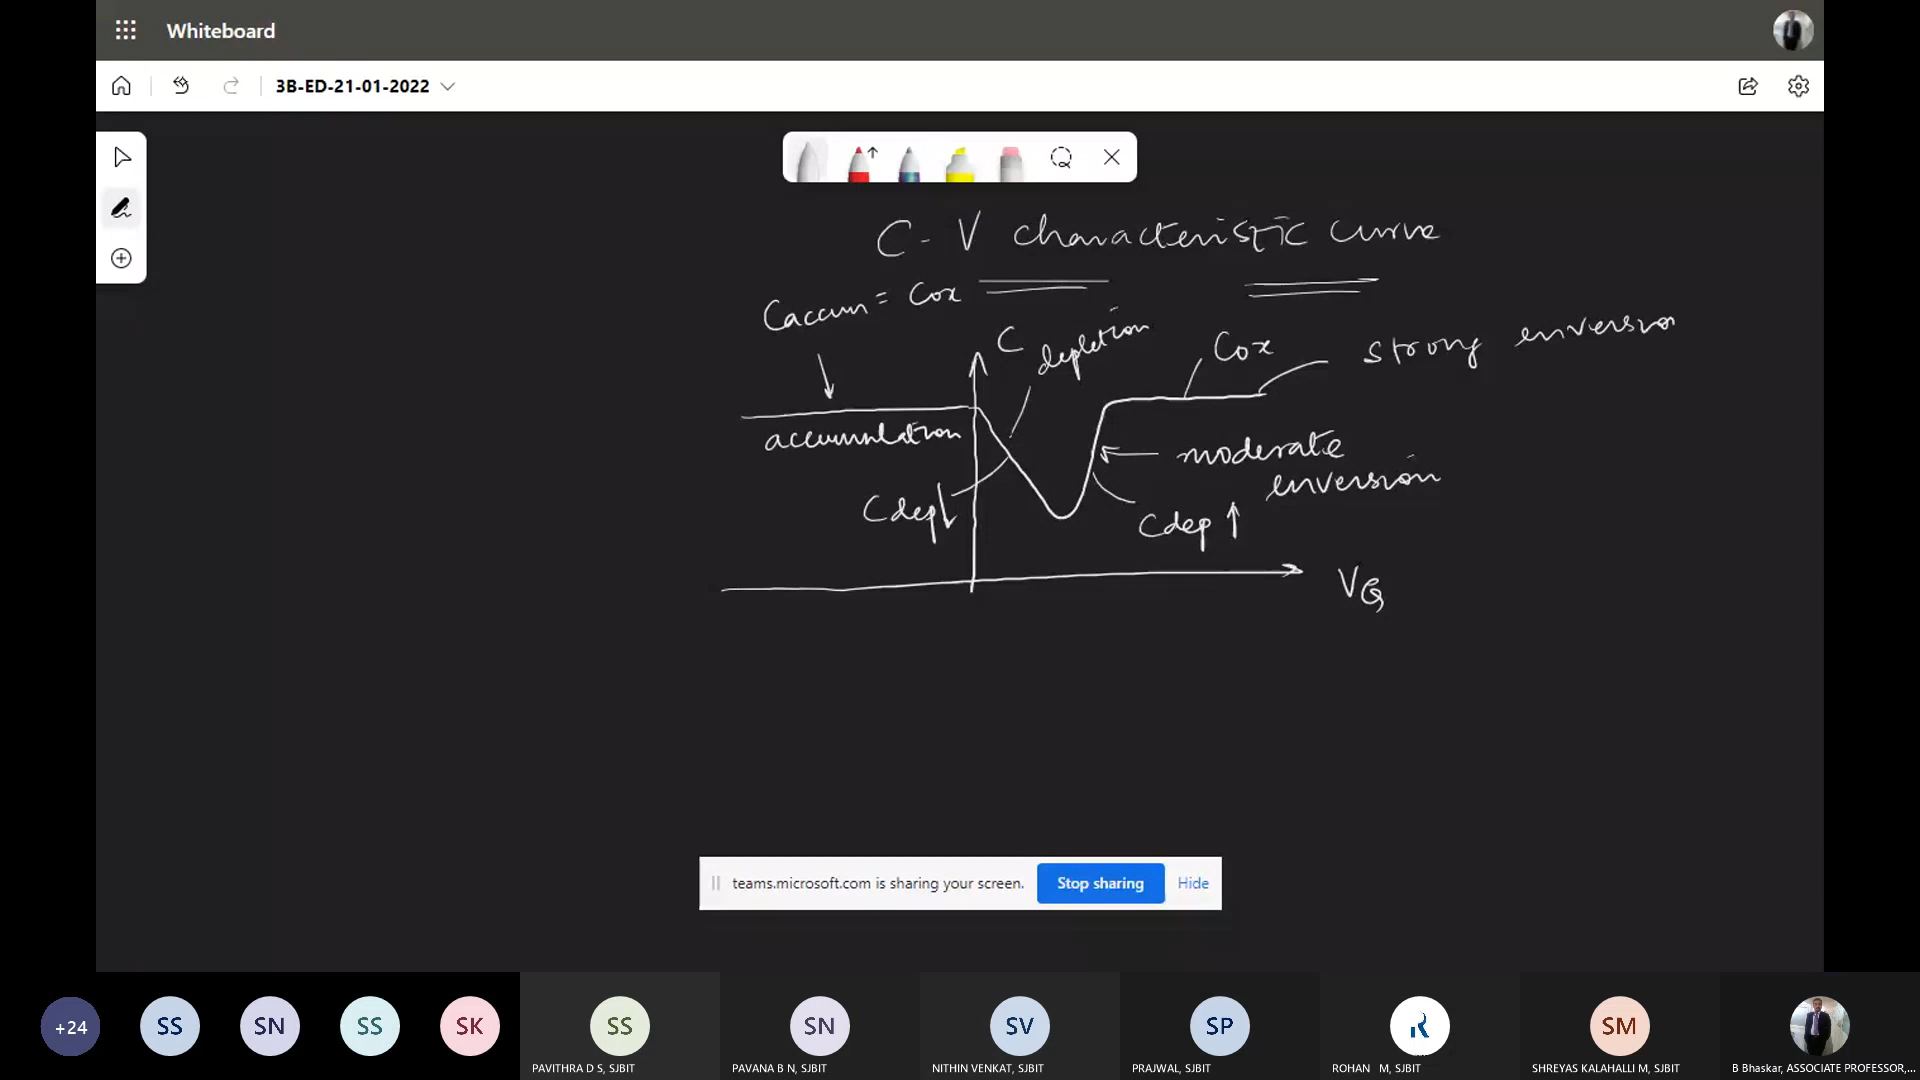 Whiteboard
3B-ED-21-01-2022
C - V characteristic curve
Caccum = Cox
C
depletion
Cox
strong inversion
accumulation
moderate
inversion
Cdep↓
Cdep ↑
VG
teams.microsoft.com is sharing your screen.
Stop sharing
Hide
+24
SS
SN
SS
SK
SS
SN
SV
SP
SM
PAVITHRA D S, SJBIT
PAVANA B N, SJBIT
NITHIN VENKAT, SJBIT
PRAJWAL, SJBIT
ROHAN M, SJBIT
SHREYAS KALAHALLI M, SJBIT
B Bhaskar, ASSOCIATE PROFESSOR,...